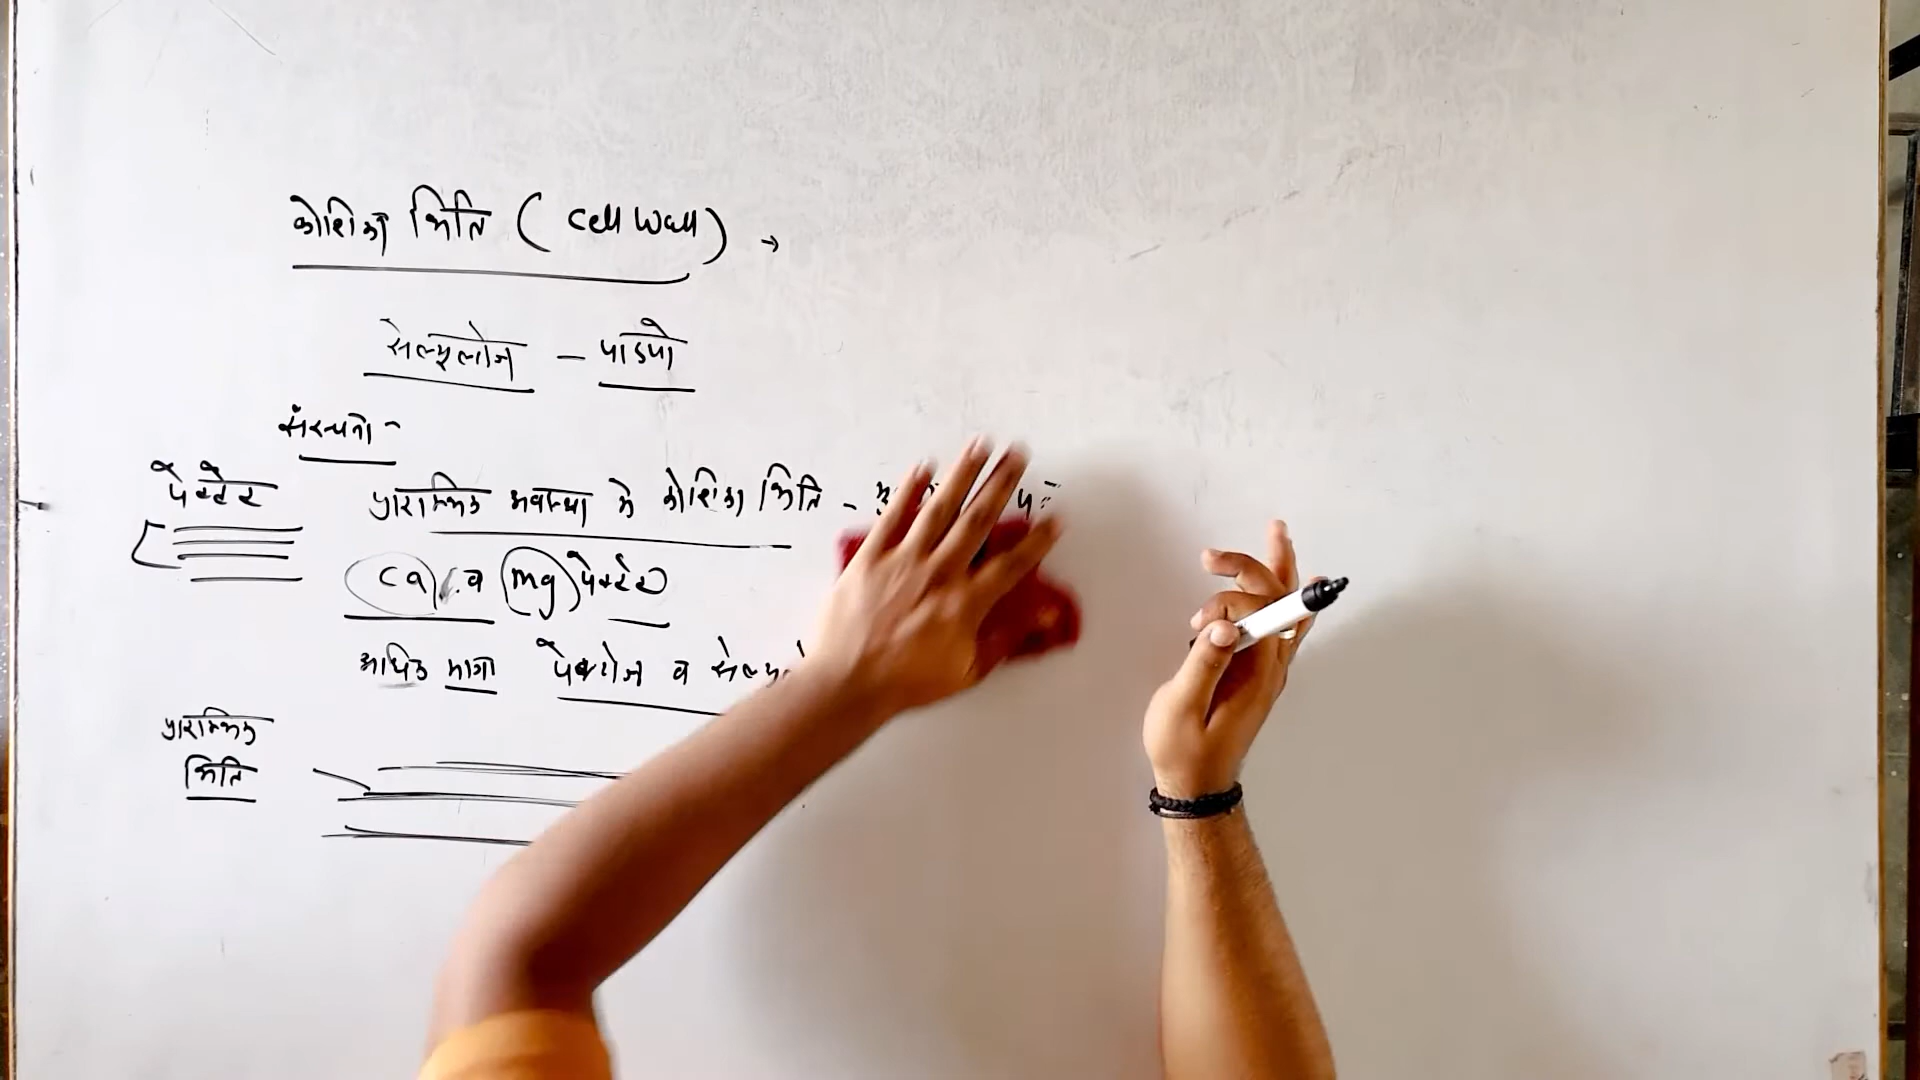 कोशिका भिति ( Cell Wall ) →
सेल्युलोज – पादपो
संरचना –
पेक्टेट
प्रारम्भिक अवस्था मे कोशिका भिति –
Ca व mg पेक्टेट
अधिक मात्रा पेक्टोज व
प्रारम्भिक
भिति